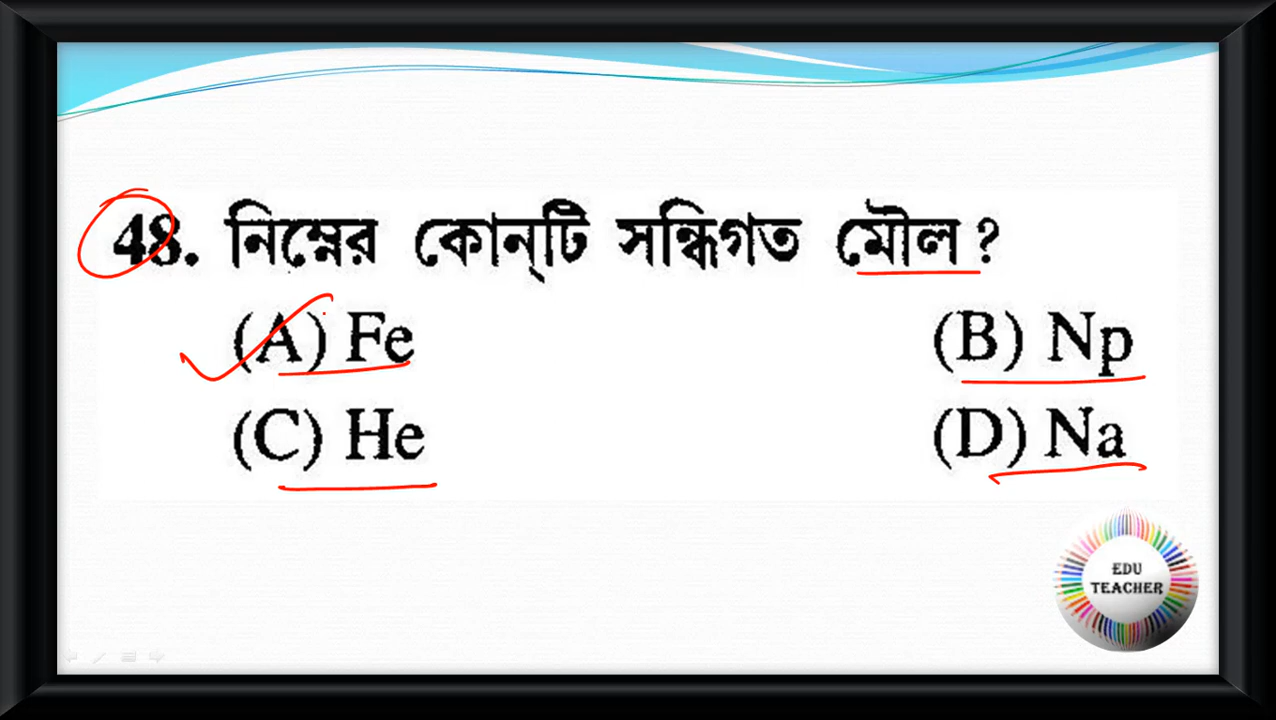 48. নিম্নের কোন্‌টি সন্ধিগত মৌল ?
(A) Fe (B) Np
(C) He (D) Na
EDU
TEACHER